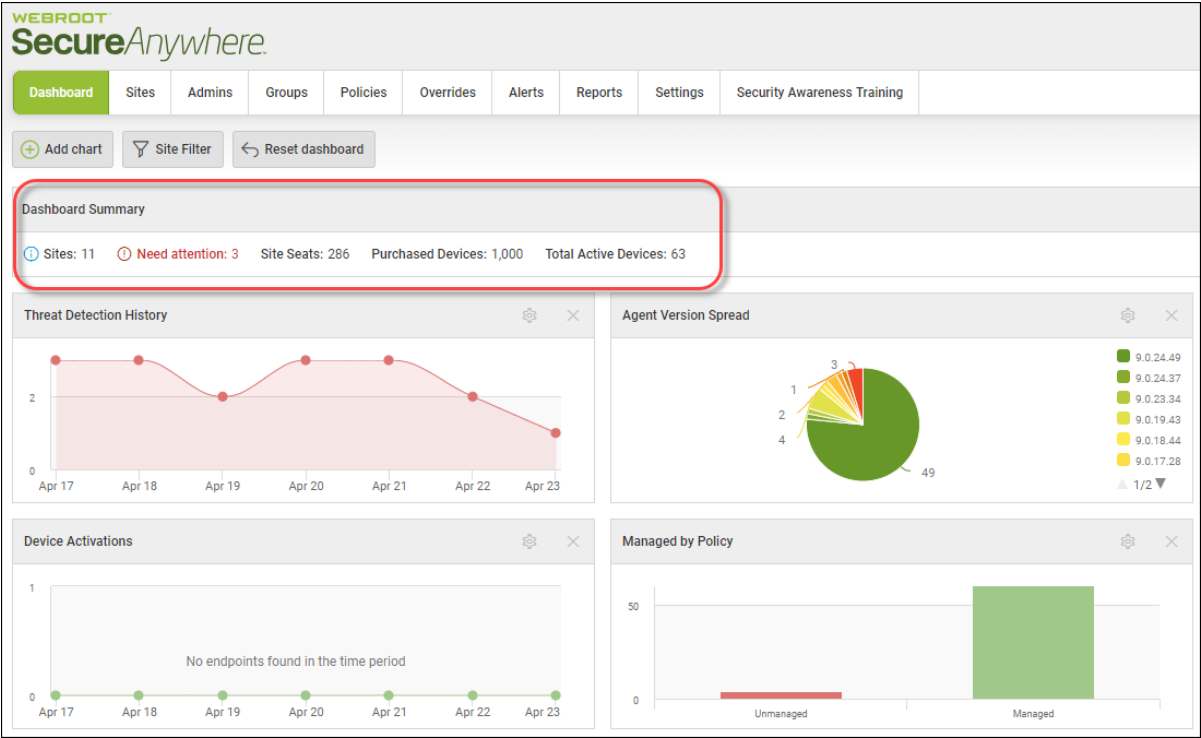 WEBROOT
SecureAnywhere.
Dashboard Sites Admins Groups Policies Overrides Alerts Reports Settings Security Awareness Training
Add chart Site Filter Reset dashboard
Dashboard Summary
Sites: 11 Need attention: 3 Site Seats: 286 Purchased Devices: 1,000 Total Active Devices: 63
Threat Detection History
2
0
Apr 17 Apr 18 Apr 19 Apr 20 Apr 21 Apr 22 Apr 23
Agent Version Spread
3
1
2
4
49
9.0.24.49
9.0.24.37
9.0.23.34
9.0.19.43
9.0.18.44
9.0.17.28
1/2
Device Activations
1
No endpoints found in the time period
0
Apr 17 Apr 18 Apr 19 Apr 20 Apr 21 Apr 22 Apr 23
Managed by Policy
50
0
Unmanaged Managed